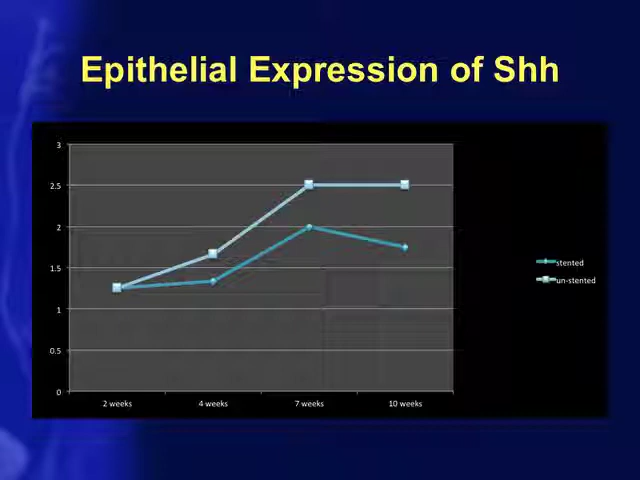 Epithelial Expression of Shh
3
2.5
2
1.5
1
0.5
0
2 weeks 4 weeks 7 weeks 10 weeks
stented
un-stented